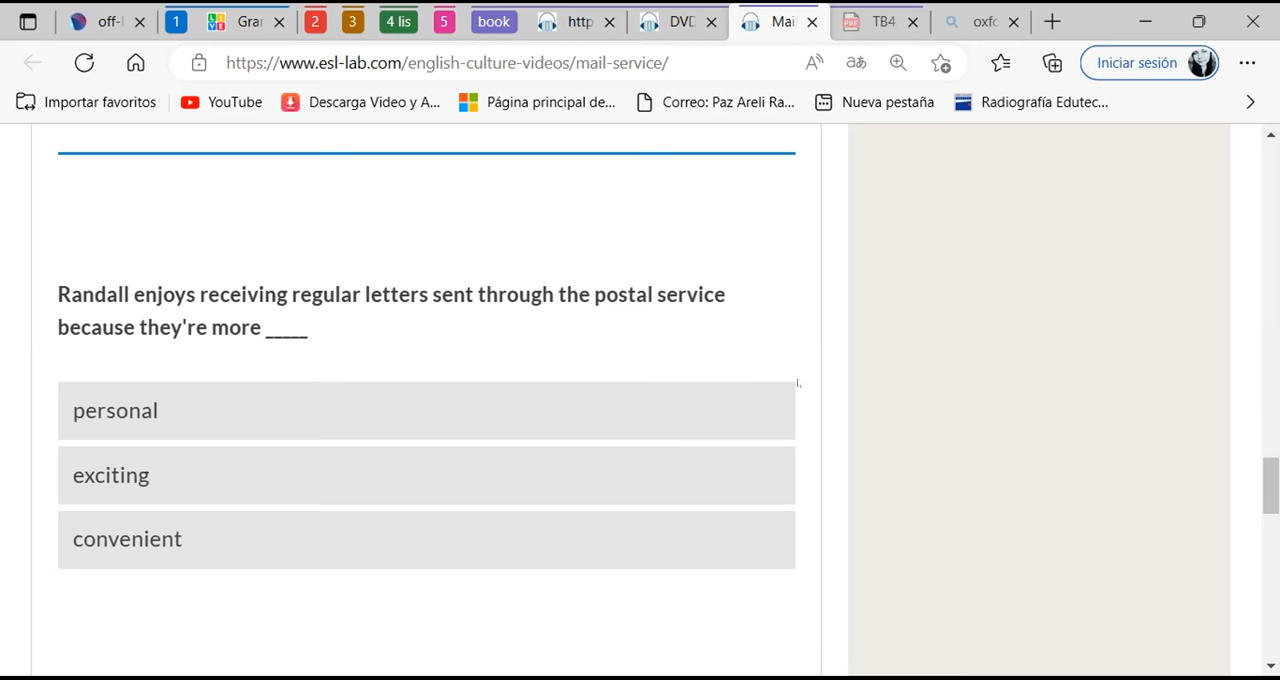 off-l
1
Grar
2
3
4 lis
5
book
http
DVD
Mai
TB4
oxfo
https://www.esl-lab.com/english-culture-videos/mail-service/
Iniciar sesión
Importar favoritos
YouTube
Descarga Video y A...
Página principal de...
Correo: Paz Areli Ra...
Nueva pestaña
Radiografía Edutec...
Randall enjoys receiving regular letters sent through the postal service
because they're more _____
personal
exciting
convenient